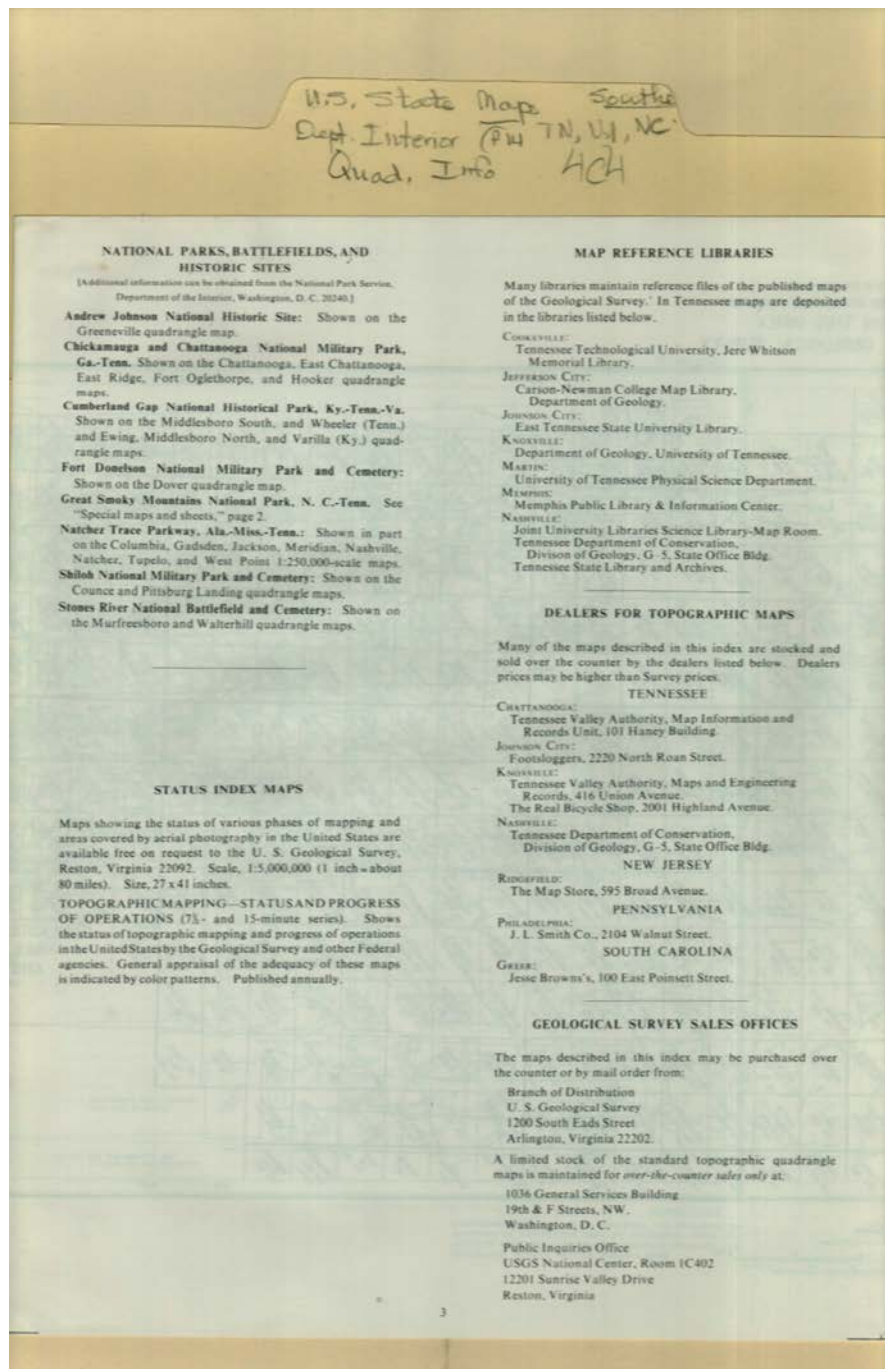 U.S. State Maps Southe
Dept. Interior TN, VA, NC
Quad. Info 4CH
NATIONAL PARKS, BATTLEFIELDS, AND
HISTORIC SITES
[Additional information can be obtained from the National Park Service,
Department of the Interior, Washington, D. C. 20240.]
Andrew Johnson National Historic Site: Shown on the
Greeneville quadrangle map.
Chickamauga and Chattanooga National Military Park,
Ga.-Tenn. Shown on the Chattanooga, East Chattanooga,
East Ridge, Fort Oglethorpe, and Hooker quadrangle
maps.
Cumberland Gap National Historical Park, Ky.-Tenn.-Va.
Shown on the Middlesboro South, and Wheeler (Tenn.)
and Ewing, Middlesboro North, and Varilla (Ky.) quad-
rangle maps.
Fort Donelson National Military Park and Cemetery:
Shown on the Dover quadrangle map.
Great Smoky Mountains National Park, N. C.-Tenn. See
"Special maps and sheets," page 2.
Natchez Trace Parkway, Ala.-Miss.-Tenn.: Shown in part
on the Columbia, Gadsden, Jackson, Meridian, Nashville,
Natchez, Tupelo, and West Point 1:250,000-scale maps.
Shiloh National Military Park and Cemetery: Shown on the
Counce and Pittsburg Landing quadrangle maps.
Stones River National Battlefield and Cemetery: Shown on
the Murfreesboro and Walterhill quadrangle maps.
STATUS INDEX MAPS
Maps showing the status of various phases of mapping and
areas covered by aerial photography in the United States are
available free on request to the U. S. Geological Survey,
Reston, Virginia 22092. Scale, 1:5,000,000 (1 inch=about
80 miles). Size, 27 x 41 inches.
TOPOGRAPHIC MAPPING—STATUS AND PROGRESS
OF OPERATIONS (7½- and 15-minute series). Shows
the status of topographic mapping and progress of operations
in the United States by the Geological Survey and other Federal
agencies. General appraisal of the adequacy of these maps
is indicated by color patterns. Published annually.
MAP REFERENCE LIBRARIES
Many libraries maintain reference files of the published maps
of the Geological Survey. In Tennessee maps are deposited
in the libraries listed below.
COOKEVILLE:
Tennessee Technological University, Jere Whitson
Memorial Library.
JEFFERSON CITY:
Carson-Newman College Map Library,
Department of Geology.
JOHNSON CITY:
East Tennessee State University Library.
KNOXVILLE:
Department of Geology, University of Tennessee.
MARTIN:
University of Tennessee Physical Science Department.
MEMPHIS:
Memphis Public Library & Information Center.
NASHVILLE:
Joint University Libraries Science Library-Map Room.
Tennessee Department of Conservation,
Divison of Geology, G-5, State Office Bldg.
Tennessee State Library and Archives.
DEALERS FOR TOPOGRAPHIC MAPS
Many of the maps described in this index are stocked and
sold over the counter by the dealers listed below. Dealers
prices may be higher than Survey prices.
TENNESSEE
CHATTANOOGA:
Tennessee Valley Authority, Map Information and
Records Unit, 101 Haney Building.
JOHNSON CITY:
Footsloggers, 2220 North Roan Street.
KNOXVILLE:
Tennessee Valley Authority, Maps and Engineering
Records, 416 Union Avenue.
The Real Bicycle Shop, 2001 Highland Avenue.
NASHVILLE:
Tennessee Department of Conservation,
Division of Geology, G-5, State Office Bldg.
NEW JERSEY
RIDGEFIELD:
The Map Store, 595 Broad Avenue.
PENNSYLVANIA
PHILADELPHIA:
J. L. Smith Co., 2104 Walnut Street.
SOUTH CAROLINA
GREER:
Jesse Browns's, 100 East Poinsett Street.
GEOLOGICAL SURVEY SALES OFFICES
The maps described in this index may be purchased over
the counter or by mail order from:
Branch of Distribution
U. S. Geological Survey
1200 South Eads Street
Arlington, Virginia 22202.
A limited stock of the standard topographic quadrangle
maps is maintained for over-the-counter sales only at:
1036 General Services Building
19th & F Streets, NW.
Washington, D. C.
Public Inquiries Office
USGS National Center, Room 1C402
12201 Sunrise Valley Drive
Reston, Virginia
3